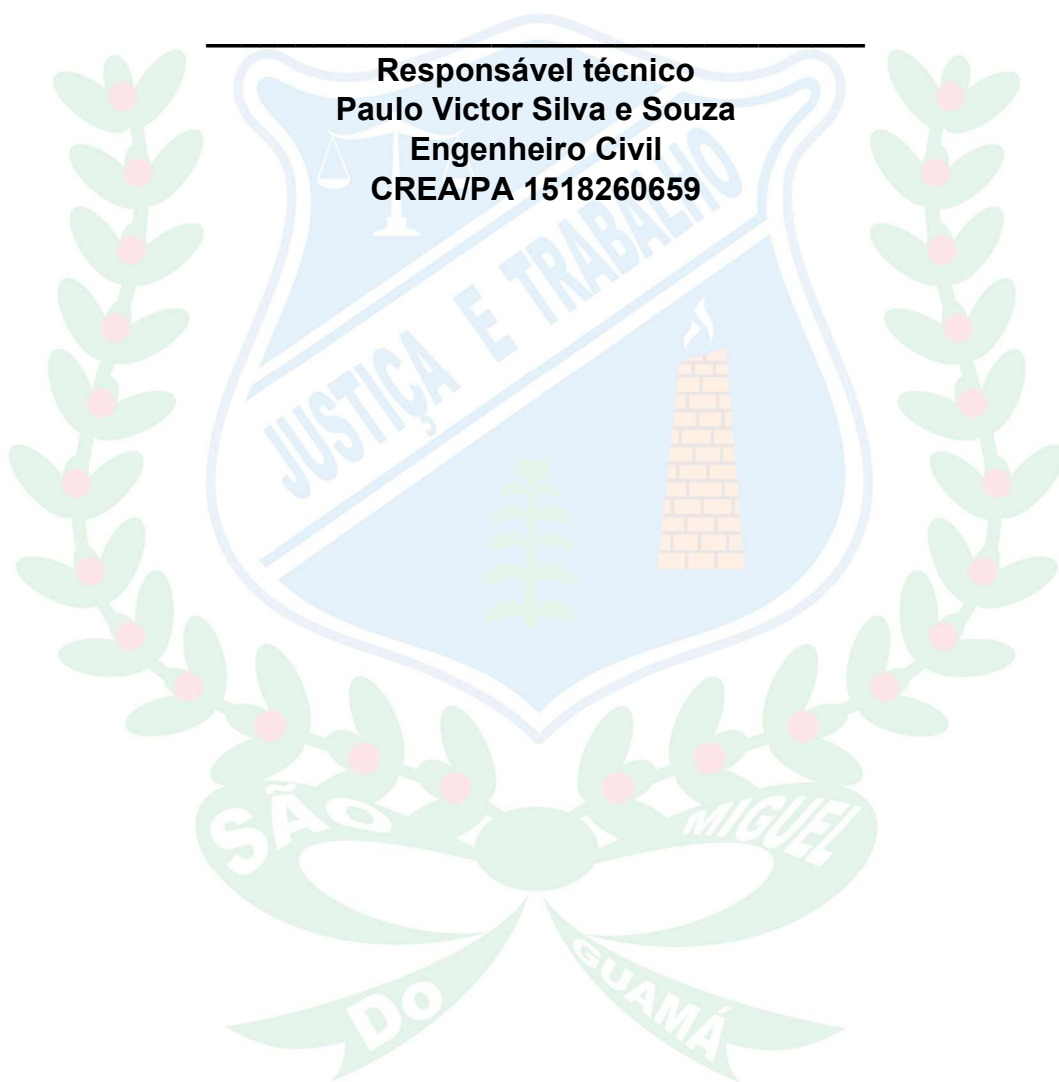 Responsável técnico
Paulo Victor Silva e Souza
Engenheiro Civil
CREA/PA 1518260659
JUSTIÇA E TRABALHO
SÃO MIGUEL
DO GUAMÁ